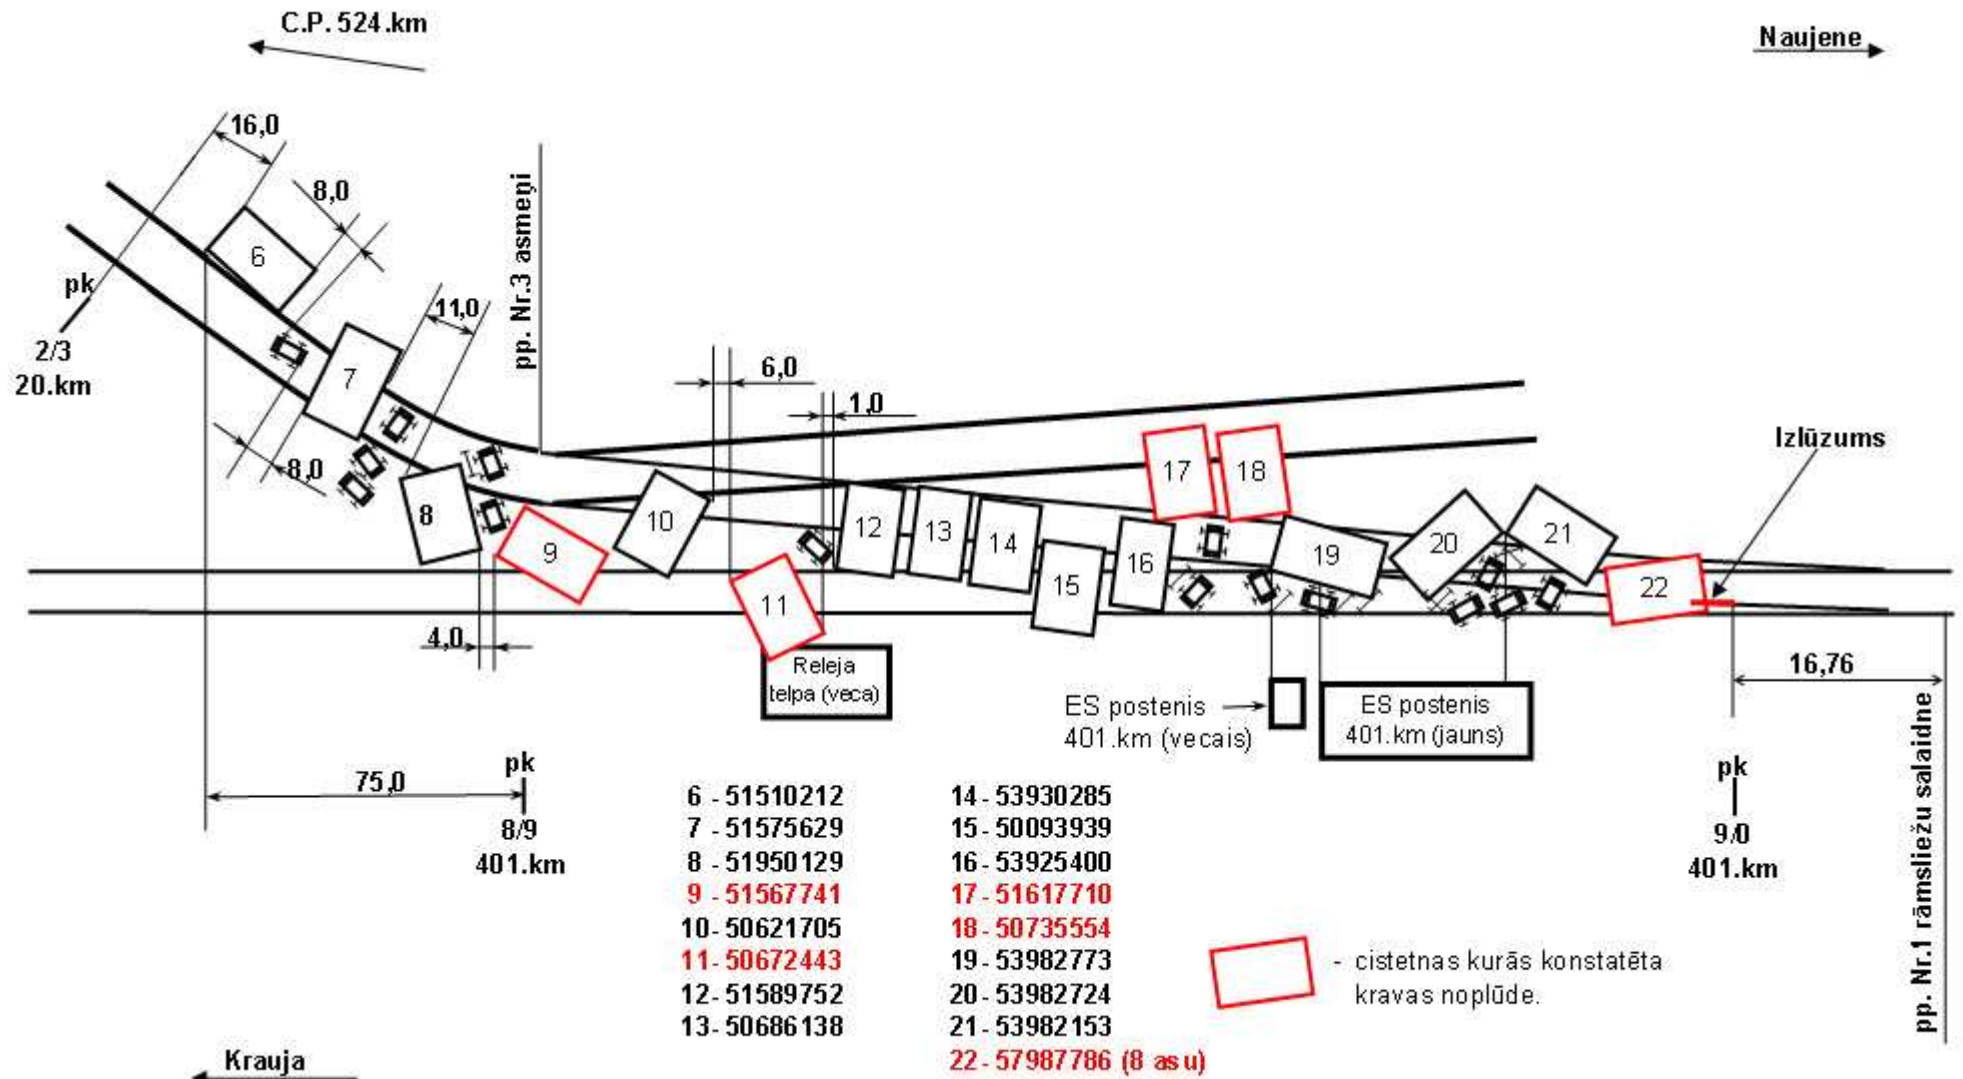 C.P. 524.km
Naujene
16,0
8,0
pp. Nr.3 asmeņi
6
pk
11,0
2/3
20.km
7
6,0
1,0
Izlūzums
8,0
17
18
8
9
10
12
13
14
15
16
19
20
21
22
11
4,0
Releja
telpa (veca)
16,76
ES postenis
401.km (vecais)
ES postenis
401.km (jauns)
pp. Nr.1 rāmsliežu salaidne
75,0
pk
8/9
401.km
pk
9/0
401.km
6 - 51510212
7 - 51575629
8 - 51950129
9 - 51567741
10- 50621705
11- 50672443
12- 51589752
13- 50686138
14- 53930285
15- 50093939
16- 53925400
17- 51617710
18- 50735554
19- 53982773
20- 53982724
21- 53982153
22- 57987786 (8 asu)
- cistetnas kurās konstatēta
kravas noplūde.
Krauja